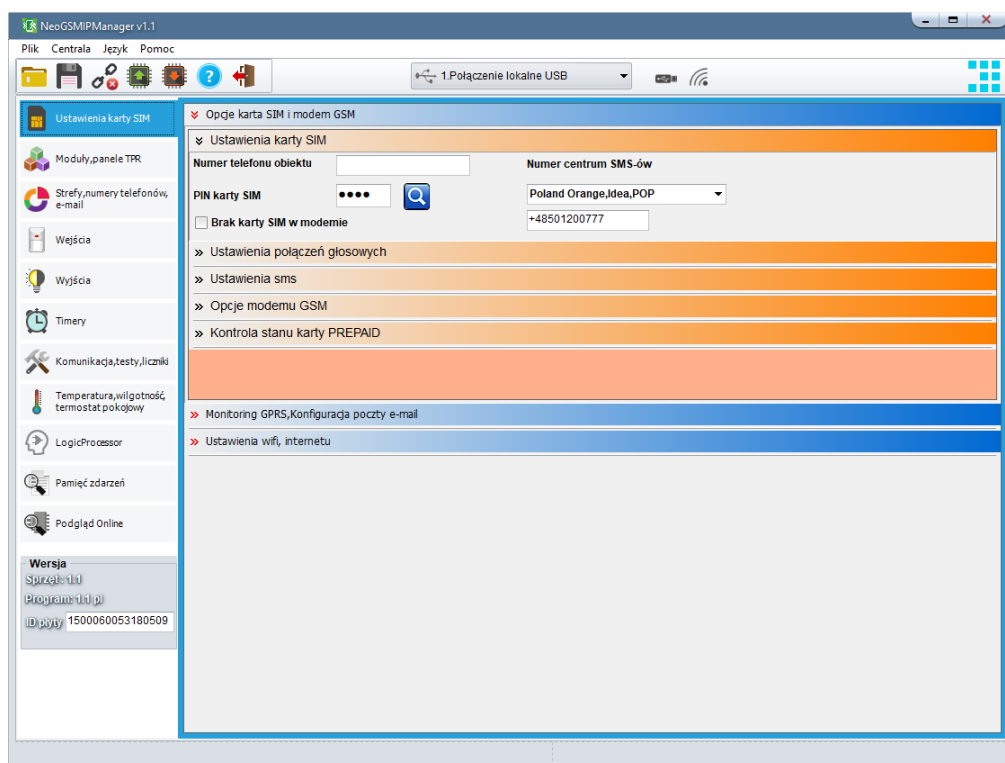 NeoGSMIPManager v1.1
Plik Centrala Język Pomoc
1.Połączenie lokalne USB
Ustawienia karty SIM
Moduły,panele TPR
Strefy,numery telefonów,
e-mail
Wejścia
Wyjścia
Timery
Komunikacja,testy,liczniki
Temperatura,wilgotność,
termostat pokojowy
LogicProcessor
Pamięć zdarzeń
Podgląd Online
Wersja
Sprzęt: 1.1
Program: 1.1 pl
ID płyty 1500060053180509
Opcje karta SIM i modem GSM
Ustawienia karty SIM
Numer telefonu obiektu
Numer centrum SMS-ów
PIN karty SIM
Poland Orange,Idea,POP
Brak karty SIM w modemie
+48501200777
Ustawienia połączeń głosowych
Ustawienia sms
Opcje modemu GSM
Kontrola stanu karty PREPAID
Monitoring GPRS,Konfiguracja poczty e-mail
Ustawienia wifi, internetu